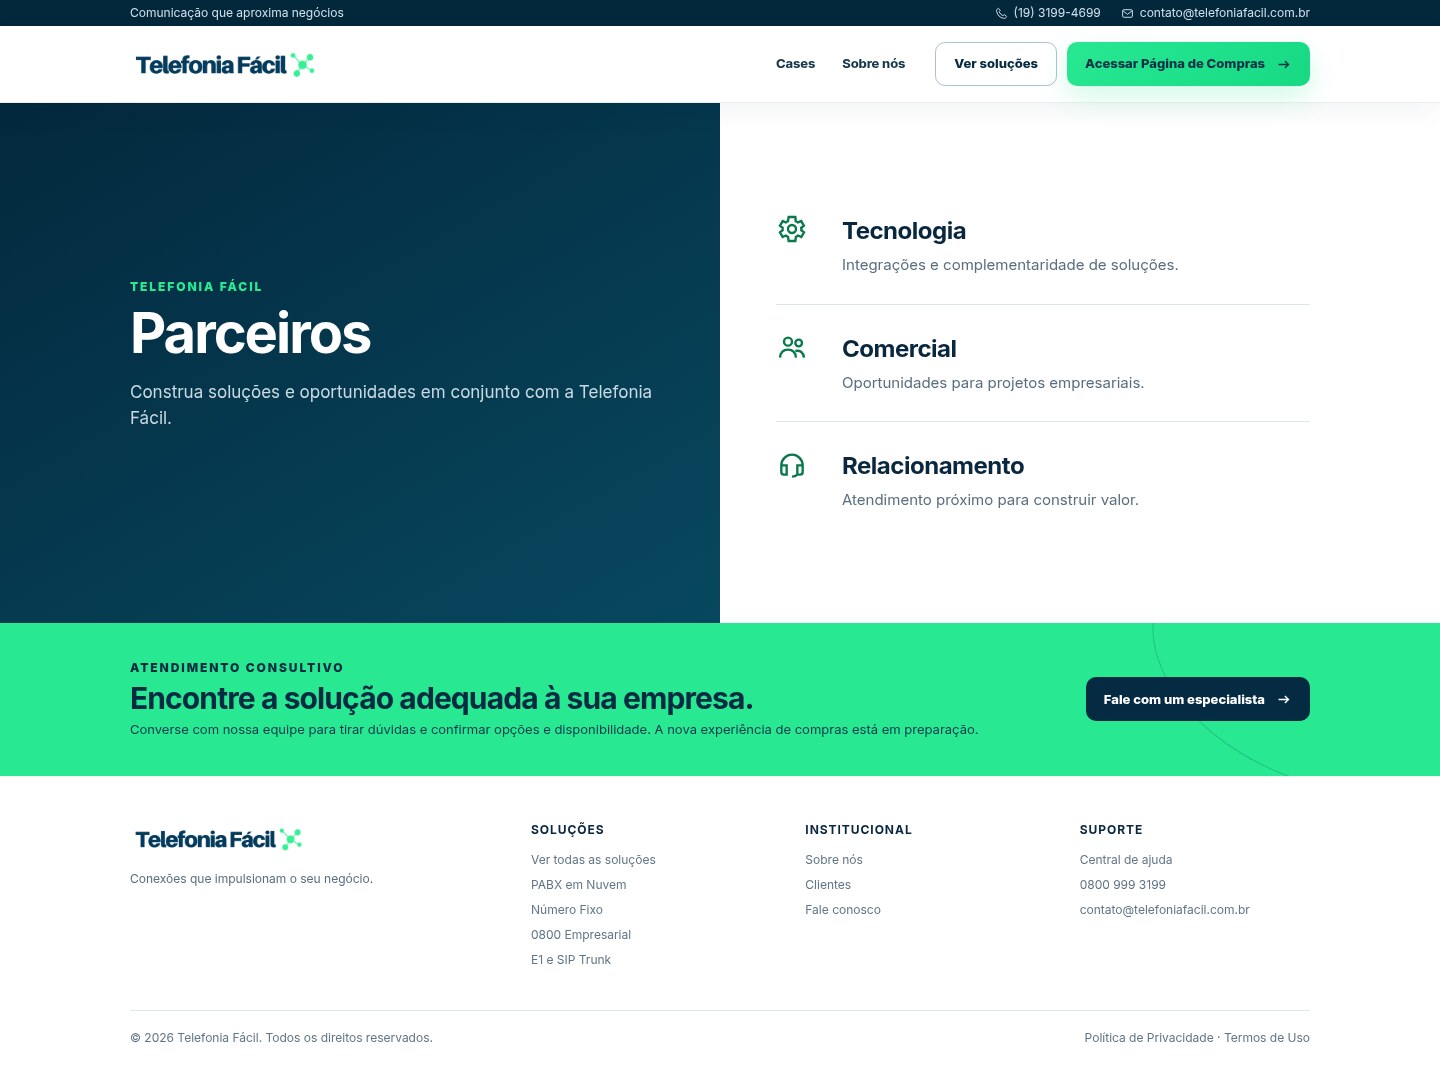 Comunicação que aproxima negócios
(19) 3199-4699
contato@telefoniafacil.com.br
Telefonia Fácil
Cases
Sobre nós
Ver soluções
Acessar Página de Compras
TELEFONIA FÁCIL
Parceiros
Construa soluções e oportunidades em conjunto com a Telefonia
Fácil.
Tecnologia
Integrações e complementaridade de soluções.
Comercial
Oportunidades para projetos empresariais.
Relacionamento
Atendimento próximo para construir valor.
ATENDIMENTO CONSULTIVO
Encontre a solução adequada à sua empresa.
Converse com nossa equipe para tirar dúvidas e confirmar opções e disponibilidade. A nova experiência de compras está em preparação.
Fale com um especialista
Telefonia Fácil
Conexões que impulsionam o seu negócio.
SOLUÇÕES
Ver todas as soluções
PABX em Nuvem
Número Fixo
0800 Empresarial
E1 e SIP Trunk
INSTITUCIONAL
Sobre nós
Clientes
Fale conosco
SUPORTE
Central de ajuda
0800 999 3199
contato@telefoniafacil.com.br
© 2026 Telefonia Fácil. Todos os direitos reservados.
Política de Privacidade · Termos de Uso